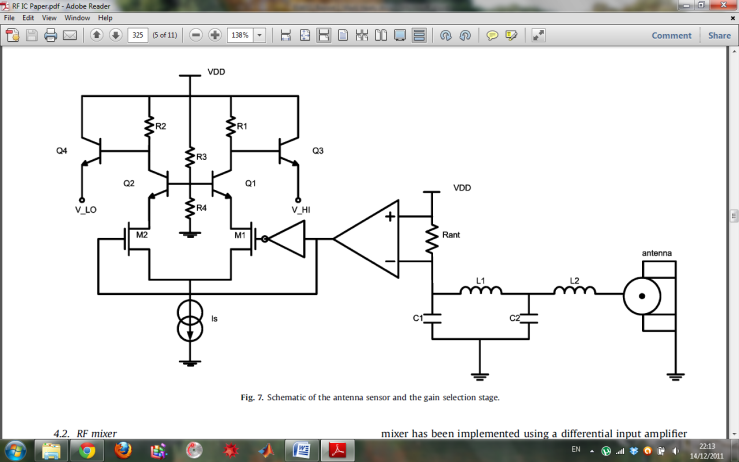 RF IC Paper.pdf - Adobe Reader
File Edit View Window Help
325 (5 of 11) 138% Comment Share
VDD
R2 R1
Q4 R3 Q3
Q2 Q1
VDD
V_LO R4 V_HI
M2 M1 + Rant
−
antenna
L1 L2
Is C1 C2
Fig. 7. Schematic of the antenna sensor and the gain selection stage.
4.2. RF mixer
mixer has been implemented using a differential input amplifier
EN 22:13
14/12/2011